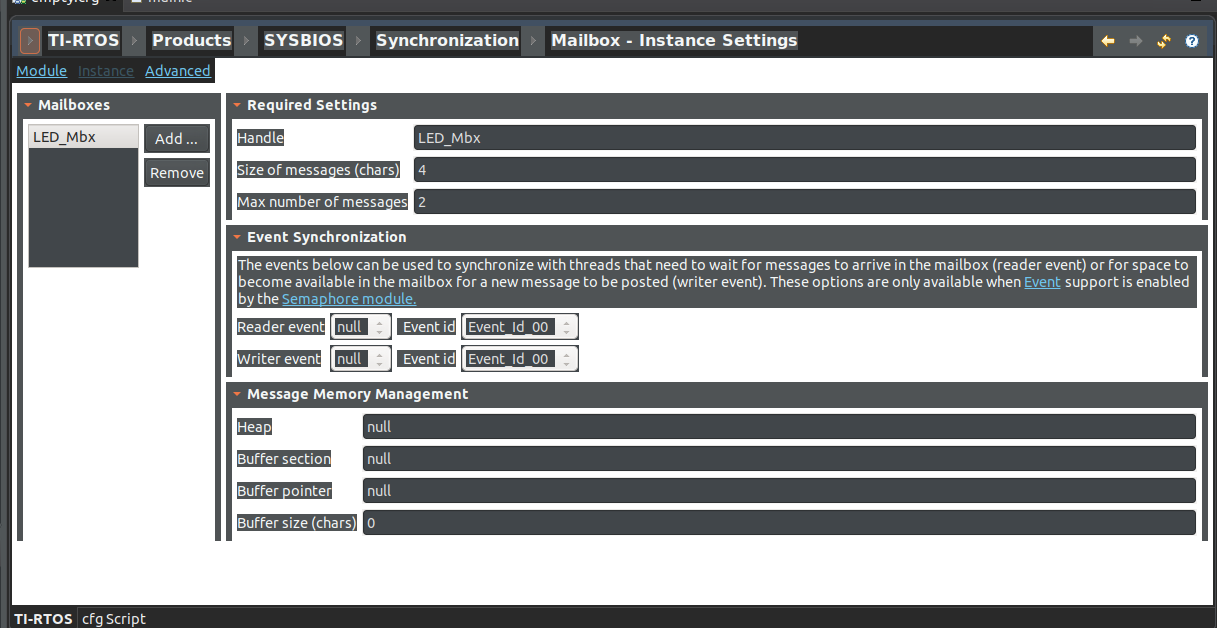 TI-RTOS Products SYSBIOS Synchronization Mailbox - Instance Settings
Module Instance Advanced
Mailboxes
LED_Mbx
Add ...
Remove
Required Settings
Handle LED_Mbx
Size of messages (chars) 4
Max number of messages 2
Event Synchronization
The events below can be used to synchronize with threads that need to wait for messages to arrive in the mailbox (reader event) or for space to
become available in the mailbox for a new message to be posted (writer event). These options are only available when Event support is enabled
by the Semaphore module.
Reader event null Event id Event_Id_00
Writer event null Event id Event_Id_00
Message Memory Management
Heap null
Buffer section null
Buffer pointer null
Buffer size (chars) 0
TI-RTOS cfg Script